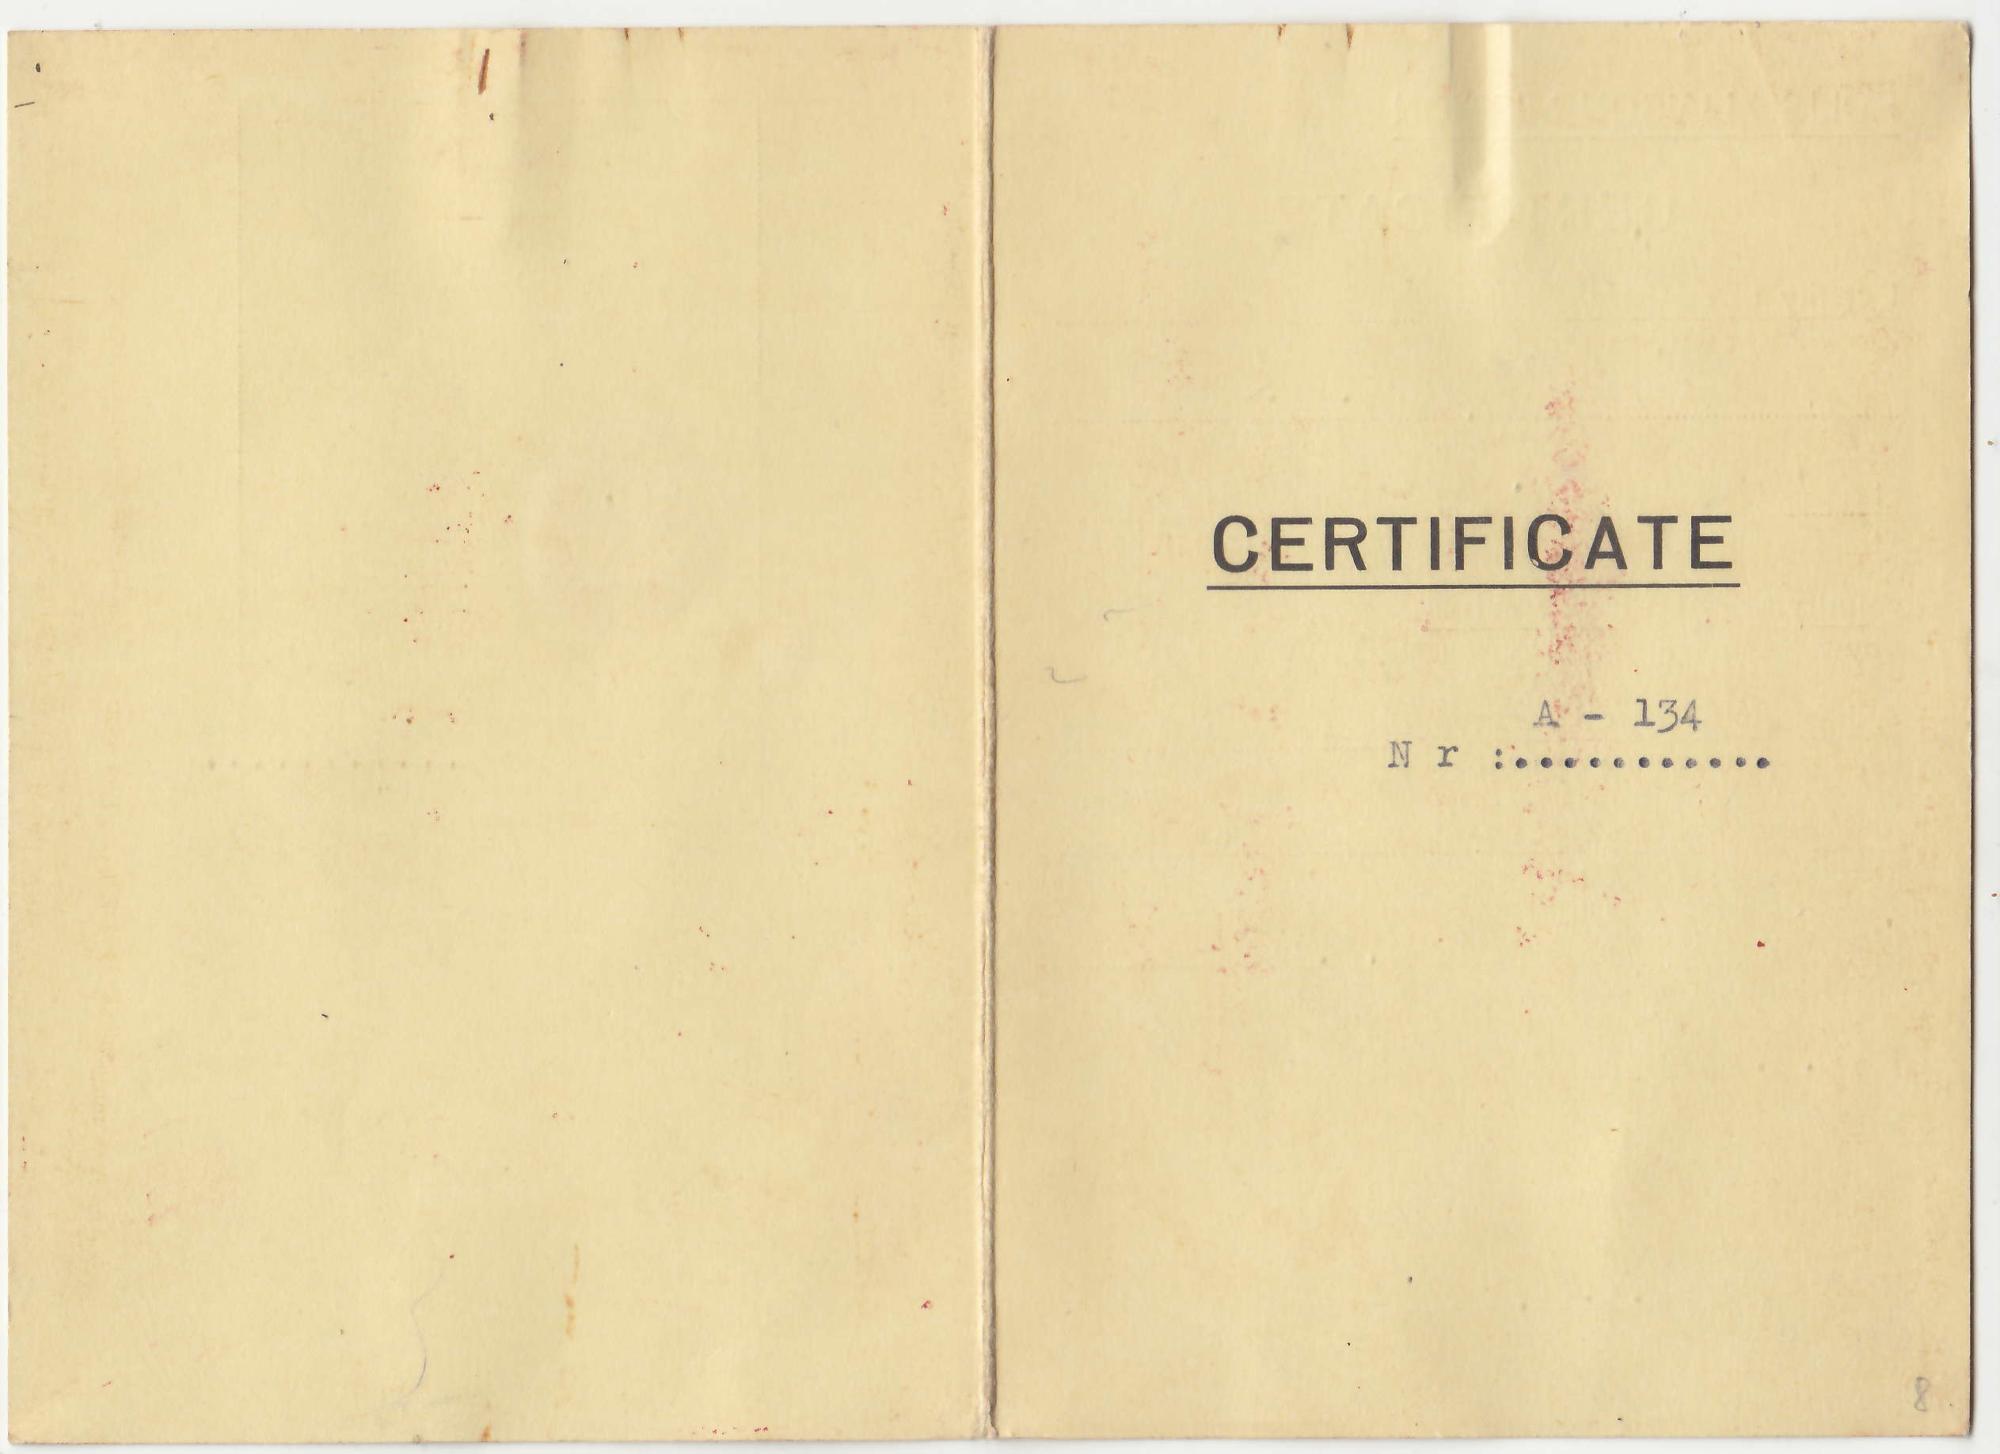 CERTIFICATE
A - 134
N r :............
8